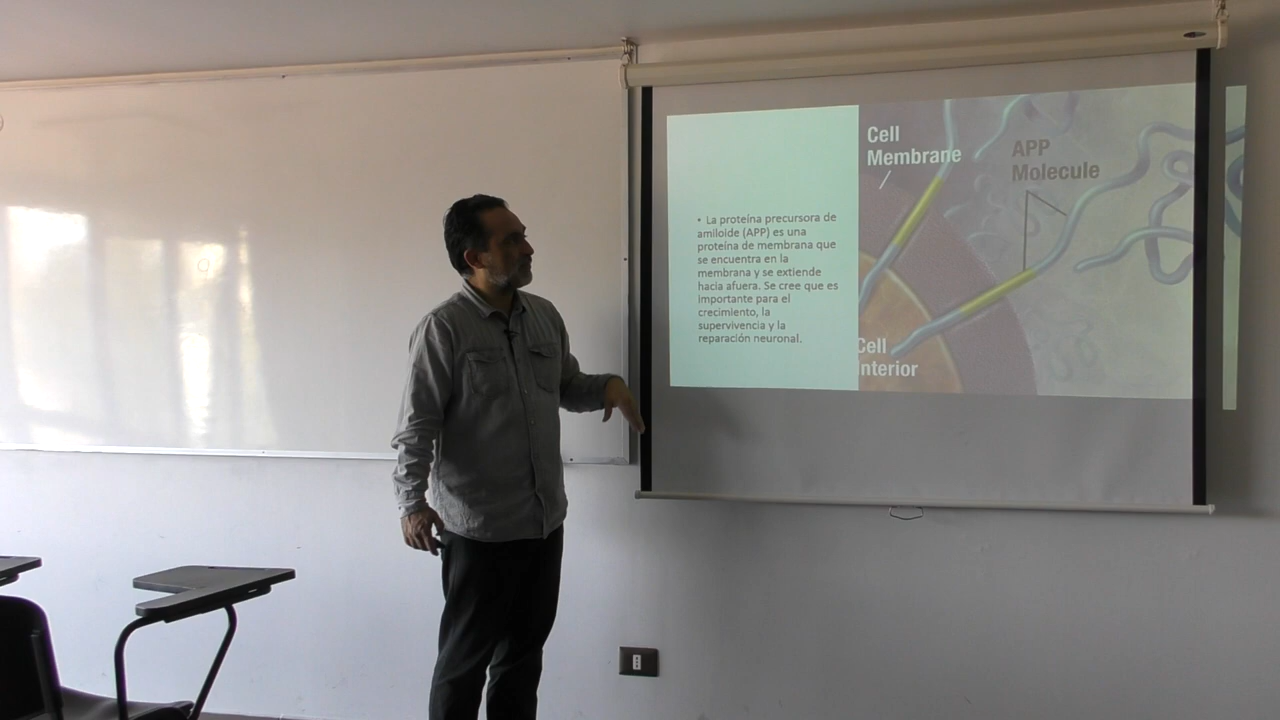 • La proteína precursora de
amiloide (APP) es una
proteína de membrana que
se encuentra en la
membrana y se extiende
hacia afuera. Se cree que es
importante para el
crecimiento, la
supervivencia y la
reparación neuronal.
Cell
Membrane
APP
Molecule
Cell
Interior